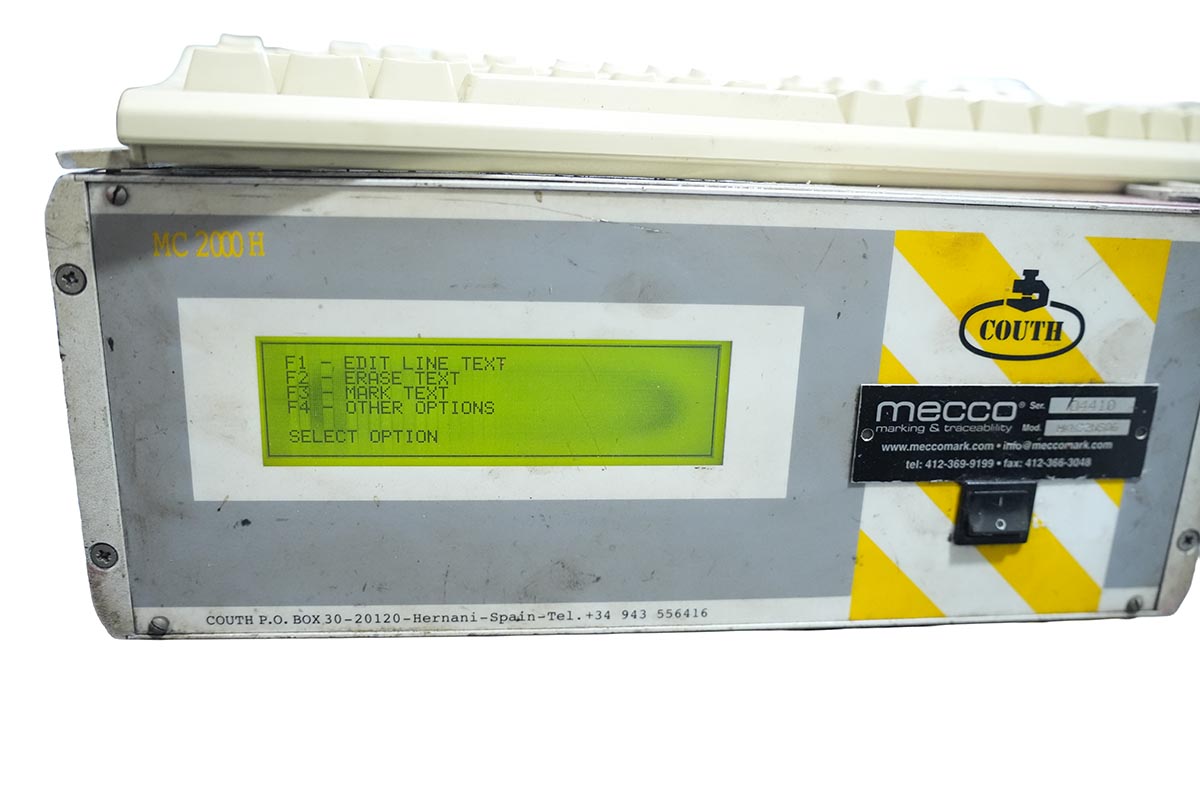 MC 2000 H
F1 - EDIT LINE TEXT
F2 - ERASE TEXT
F3 - MARK TEXT
F4 - OTHER OPTIONS
SELECT OPTION
COUTH
mecco®
marking & traceability
Ser. 04410
Mod.
www.meccomark.com • info@meccomark.com
tel: 412-369-9199 • fax: 412-366-3048
COUTH P.O. BOX 30-20120-Hernani-Spain-Tel. +34 943 556416